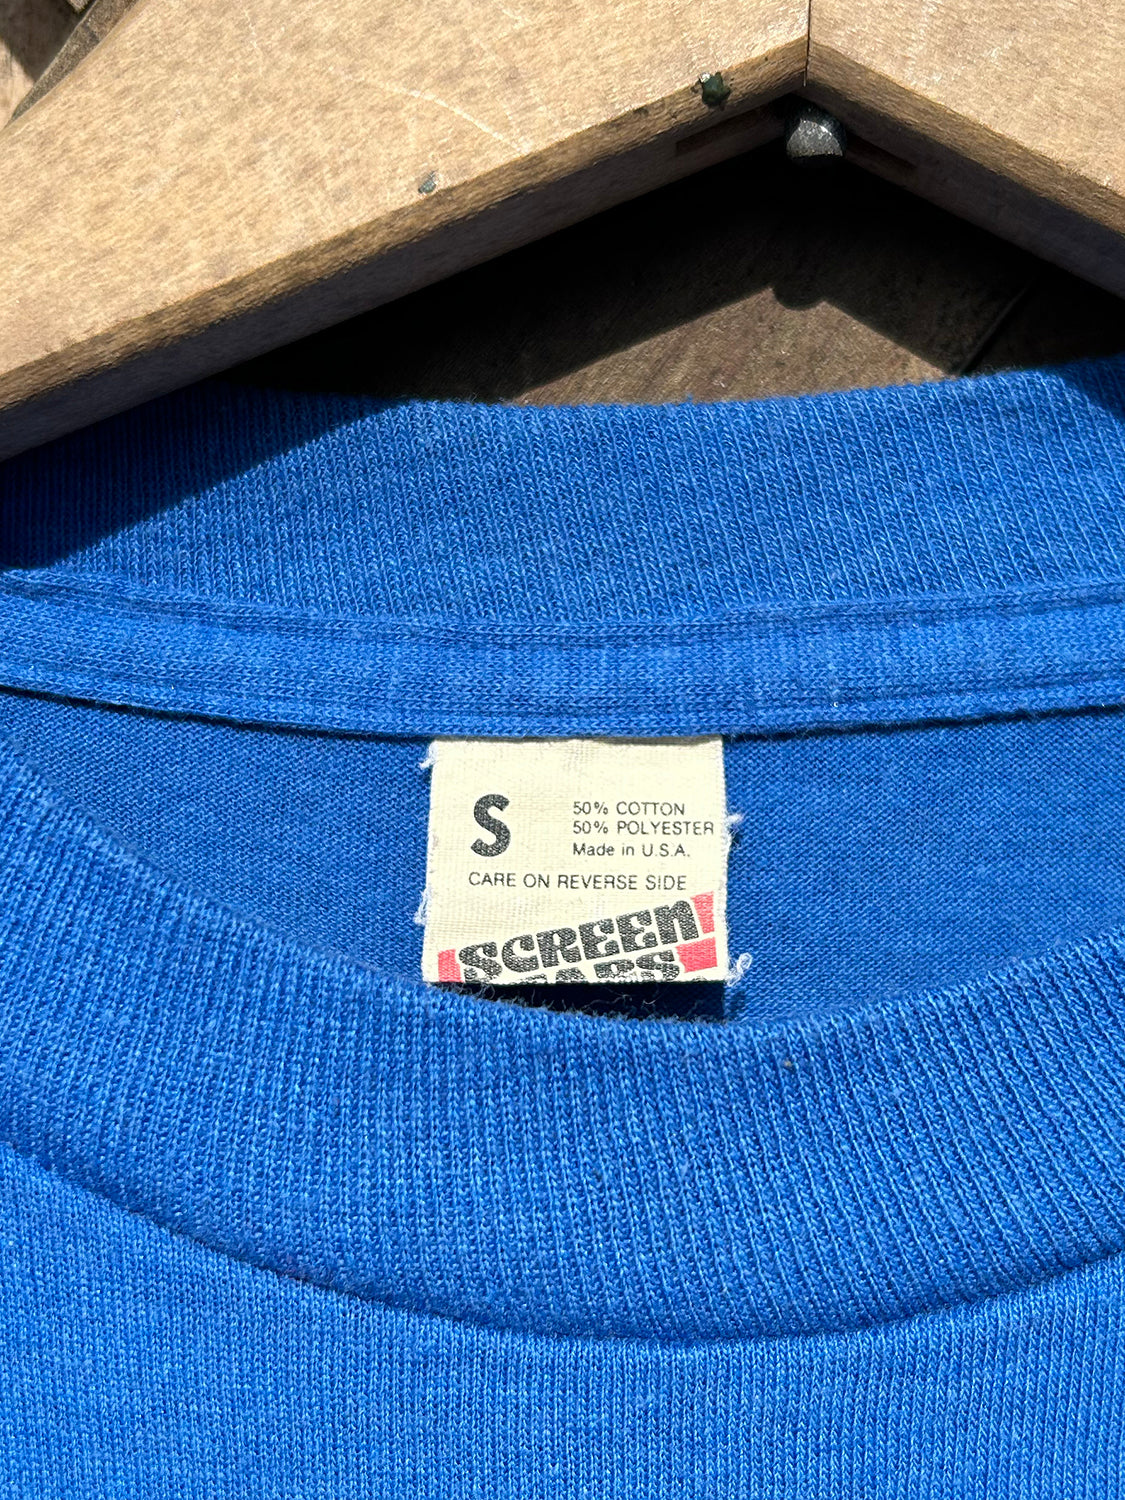 S
50% COTTON
50% POLYESTER
Made in U.S.A.
CARE ON REVERSE SIDE
SCREEN